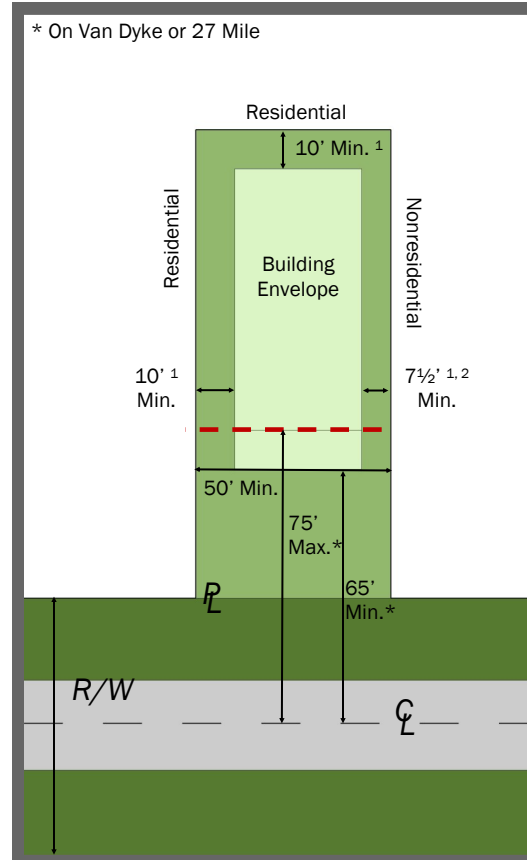 * On Van Dyke or 27 Mile
Residential
10’ Min. ¹
Residential
Nonresidential
Building
Envelope
10’ ¹
Min.
7½’ ¹,²
Min.
50’ Min.
75’
Max.*
65’
Min.*
PL
R/W
CL